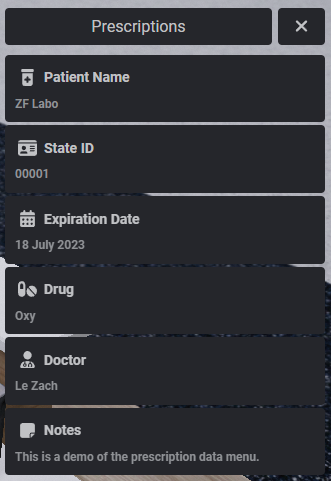 Prescriptions
Patient Name
ZF Labo
State ID
00001
Expiration Date
18 July 2023
Drug
Oxy
Doctor
Le Zach
Notes
This is a demo of the prescription data menu.